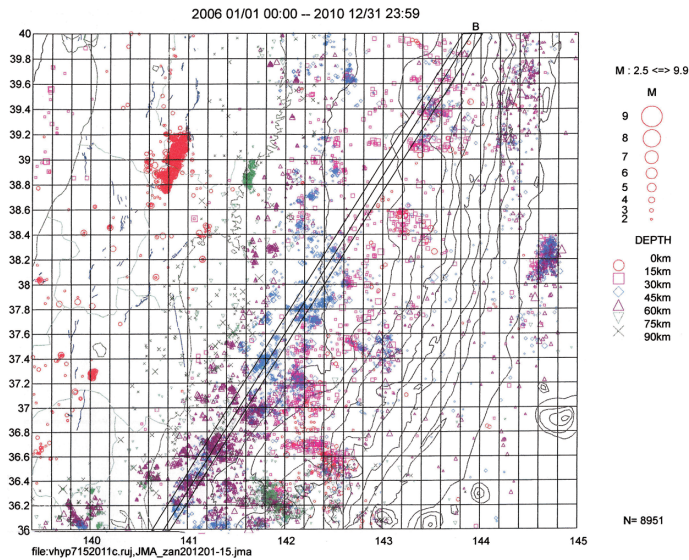 2006 01/01 00:00 -- 2010 12/31 23:59
B
40
39.8
39.6
39.4
39.2
39
38.8
38.6
38.4
38.2
38
37.8
37.6
37.4
37.2
37
36.8
36.6
36.4
36.2
36
140
141
142
143
144
145
M : 2.5 <=> 9.9
M
9
8
7
6
5
4
3
2
DEPTH
0km
15km
30km
45km
60km
75km
90km
N= 8951
file:vhyp7152011c.ruj,JMA_zan201201-15.jma